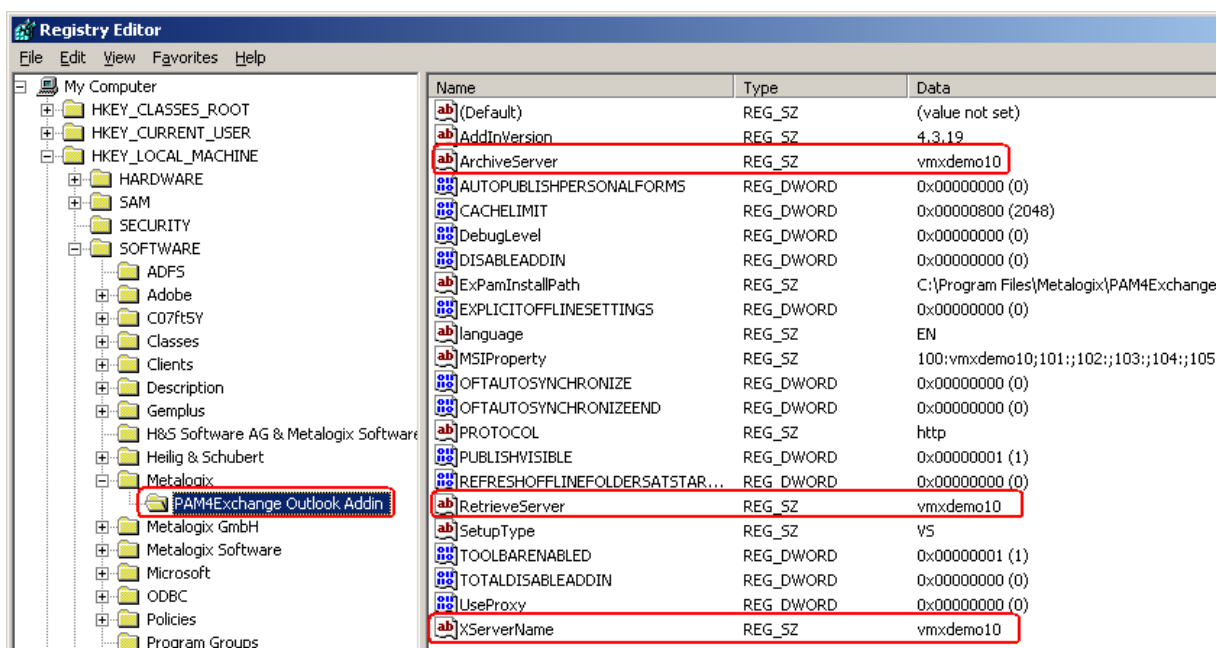 Registry Editor
File Edit View Favorites Help
My Computer
HKEY_CLASSES_ROOT
HKEY_CURRENT_USER
HKEY_LOCAL_MACHINE
HARDWARE
SAM
SECURITY
SOFTWARE
ADFS
Adobe
C07ft5Y
Classes
Clients
Description
Gemplus
H&S Software AG & Metalogix Software
Heilig & Schubert
Metalogix
PAM4Exchange Outlook Addin
Metalogix GmbH
Metalogix Software
Microsoft
ODBC
Policies
Program Groups
Name Type Data
(Default) REG_SZ (value not set)
AddInVersion REG_SZ 4.3.19
ArchiveServer REG_SZ vmxdemo10
AUTOPUBLISHPERSONALFORMS REG_DWORD 0x00000000 (0)
CACHELIMIT REG_DWORD 0x00000800 (2048)
DebugLevel REG_DWORD 0x00000000 (0)
DISABLEADDIN REG_DWORD 0x00000000 (0)
ExPamInstallPath REG_SZ C:\Program Files\Metalogix\PAM4Exchange
EXPLICITOFFLINESETTINGS REG_DWORD 0x00000000 (0)
language REG_SZ EN
MSIProperty REG_SZ 100:vmxdemo10;101:;102:;103:;104:;105
OFTAUTOSYNCHRONIZE REG_DWORD 0x00000000 (0)
OFTAUTOSYNCHRONIZEEND REG_DWORD 0x00000000 (0)
PROTOCOL REG_SZ http
PUBLISHVISIBLE REG_DWORD 0x00000001 (1)
REFRESHOFFLINEFOLDERSATSTAR... REG_DWORD 0x00000000 (0)
RetrieveServer REG_SZ vmxdemo10
SetupType REG_SZ VS
TOOLBARENABLED REG_DWORD 0x00000001 (1)
TOTALDISABLEADDIN REG_DWORD 0x00000000 (0)
UseProxy REG_DWORD 0x00000000 (0)
XServerName REG_SZ vmxdemo10